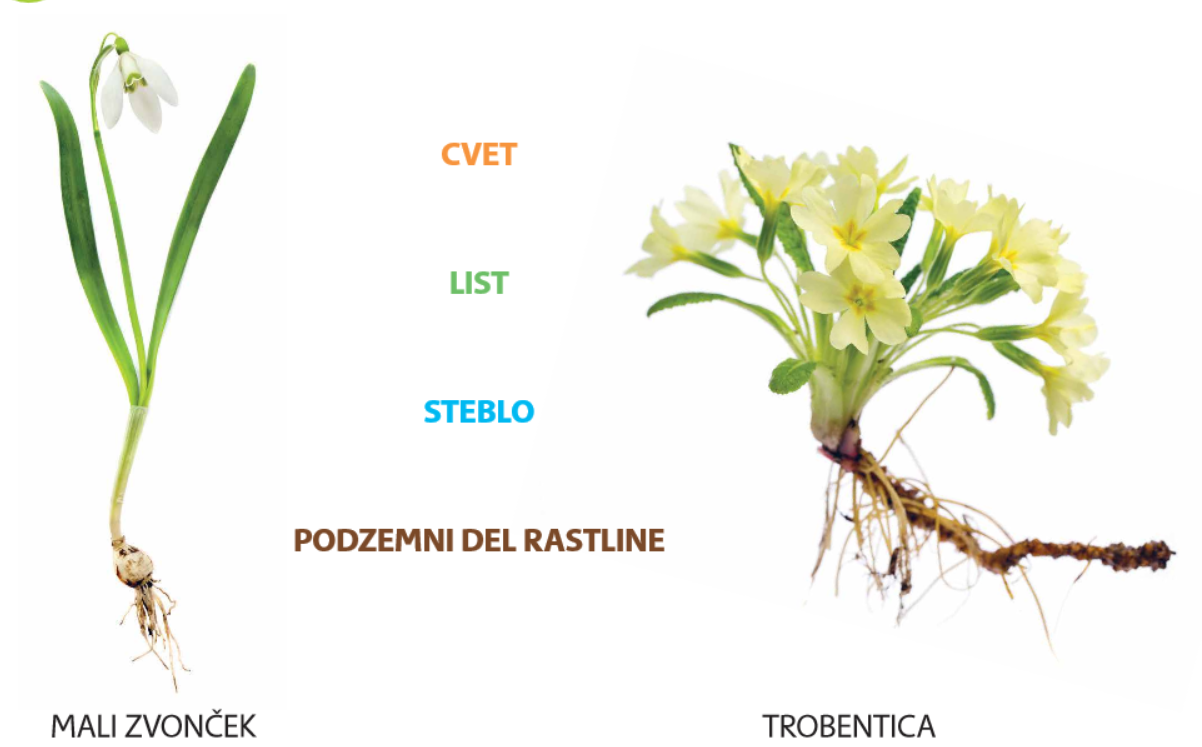 CVET
LIST
STEBLO
PODZEMNI DEL RASTLINE
MALI ZVONČEK
TROBENTICA